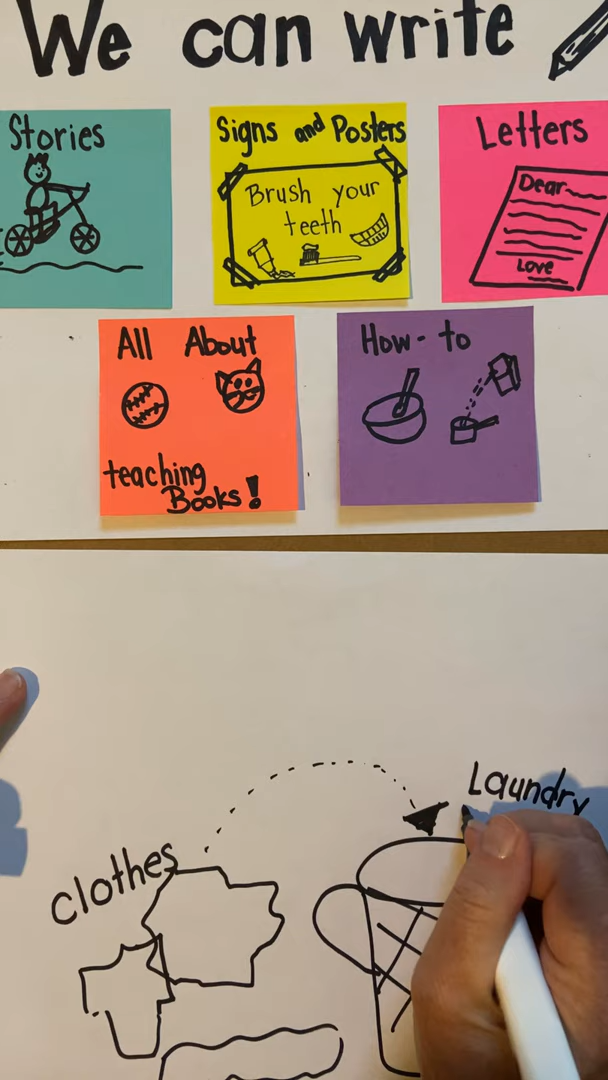 We can write
Stories
Signs and Posters
Brush your
teeth
Letters
Dear
Love
All About
teaching
Books!
How-to
Laundry
clothes